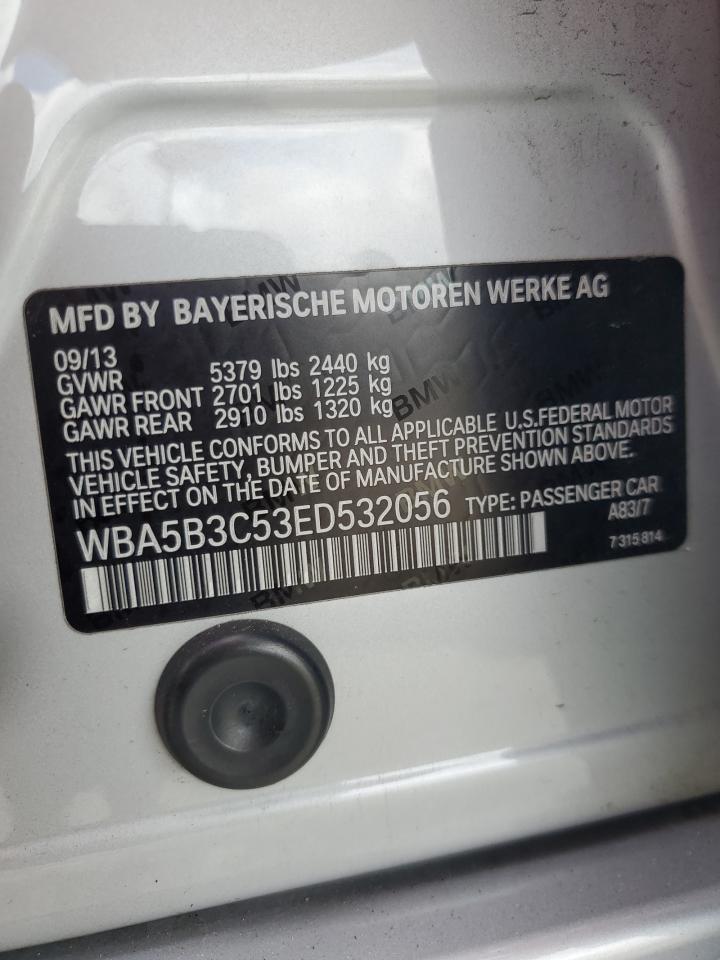 MFD BY BAYERISCHE MOTOREN WERKE AG
09/13
GVWR 5379 lbs 2440 kg
GAWR FRONT 2701 lbs 1225 kg
GAWR REAR 2910 lbs 1320 kg
THIS VEHICLE CONFORMS TO ALL APPLICABLE U.S.FEDERAL MOTOR
VEHICLE SAFETY, BUMPER AND THEFT PREVENTION STANDARDS
IN EFFECT ON THE DATE OF MANUFACTURE SHOWN ABOVE.
WBA5B3C53ED532056 TYPE: PASSENGER CAR
A83/7
7 315 814